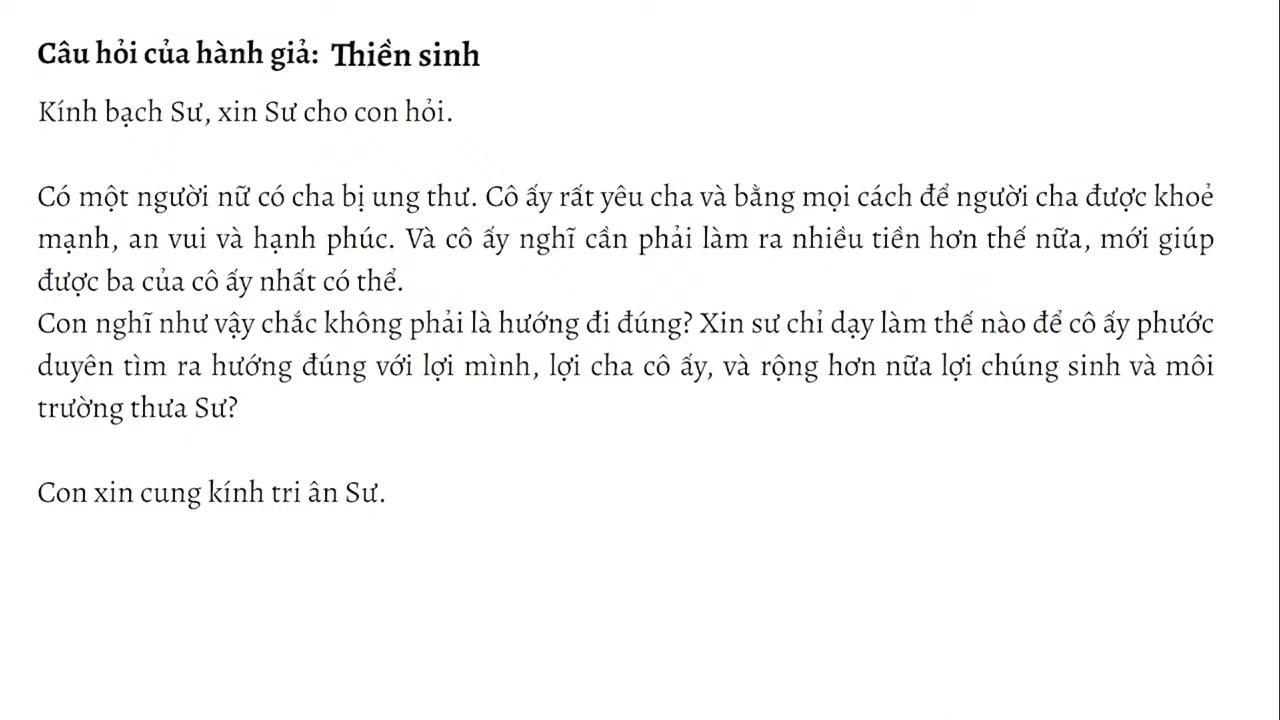 Câu hỏi của hành giả: Thiền sinh
Kính bạch Sư, xin Sư cho con hỏi.
Có một người nữ có cha bị ung thư. Cô ấy rất yêu cha và bằng mọi cách để người cha được khoẻ
mạnh, an vui và hạnh phúc. Và cô ấy nghĩ cần phải làm ra nhiều tiền hơn thế nữa, mới giúp
được ba của cô ấy nhất có thể.
Con nghĩ như vậy chắc không phải là hướng đi đúng? Xin sư chỉ dạy làm thế nào để cô ấy phước
duyên tìm ra hướng đúng với lợi mình, lợi cha cô ấy, và rộng hơn nữa lợi chúng sinh và môi
trường thưa Sư?
Con xin cung kính tri ân Sư.